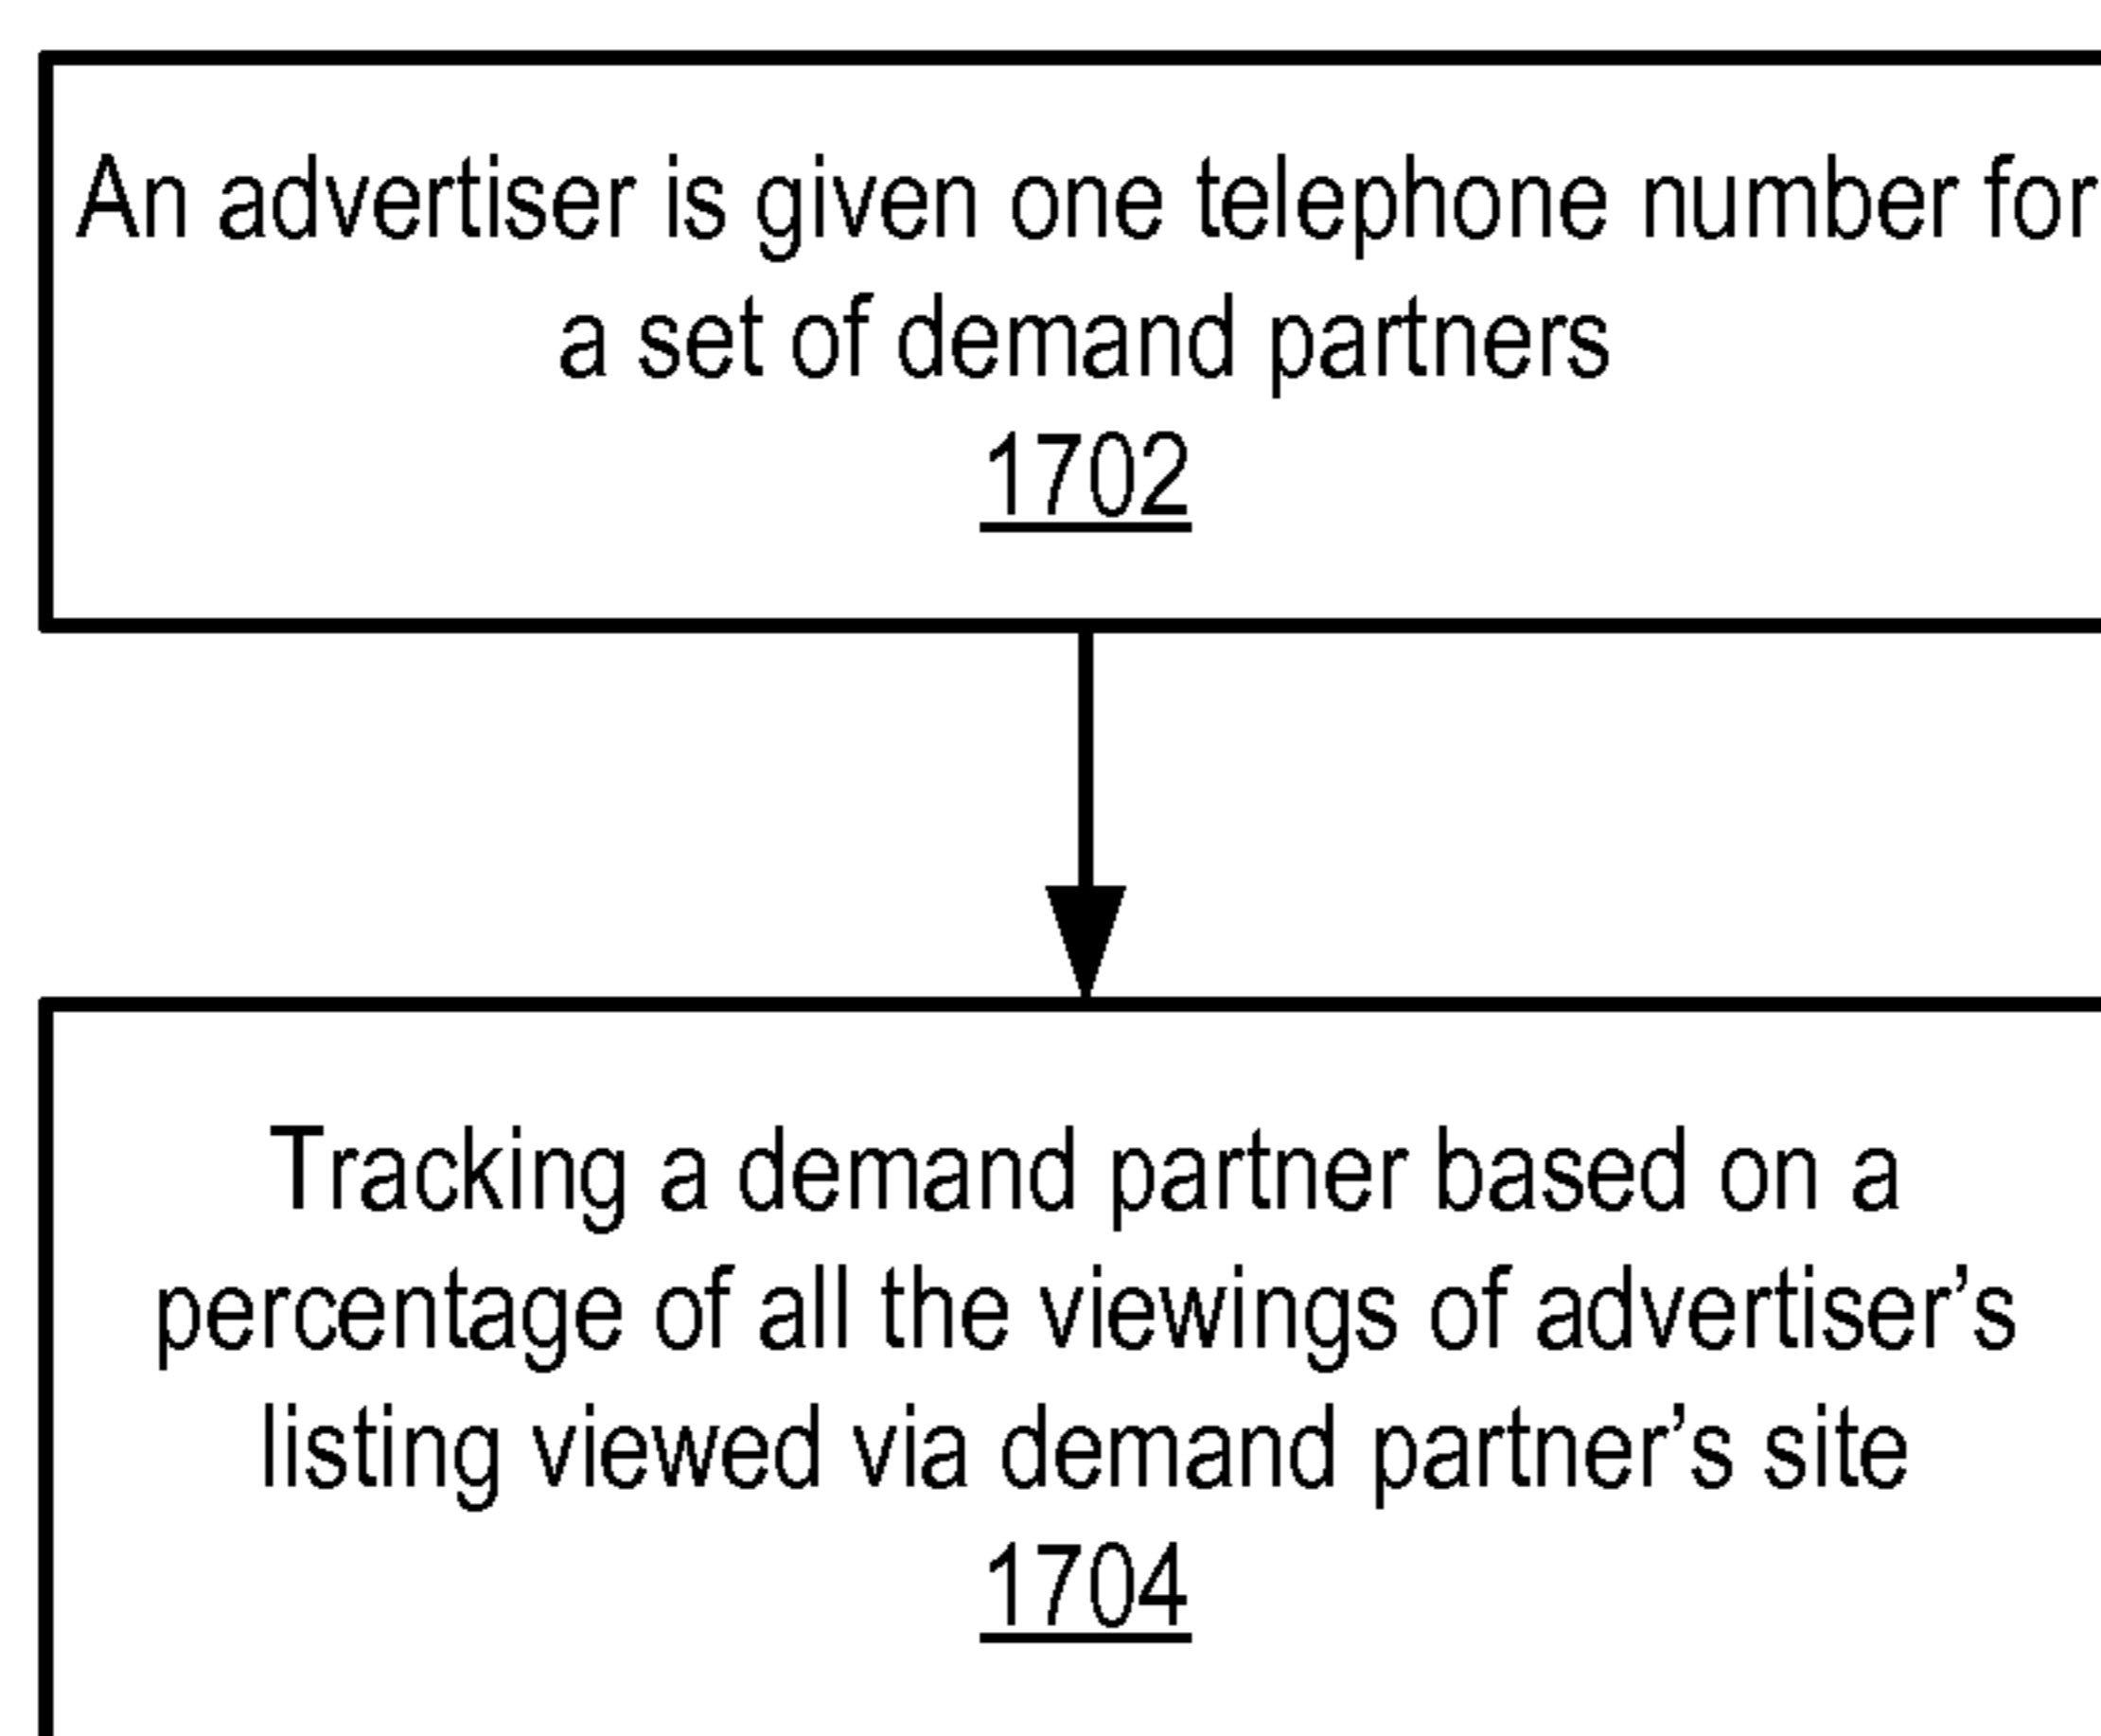 An advertiser is given one telephone number for
a set of demand partners
1702
Tracking a demand partner based on a
percentage of all the viewings of advertiser’s
listing viewed via demand partner’s site
1704